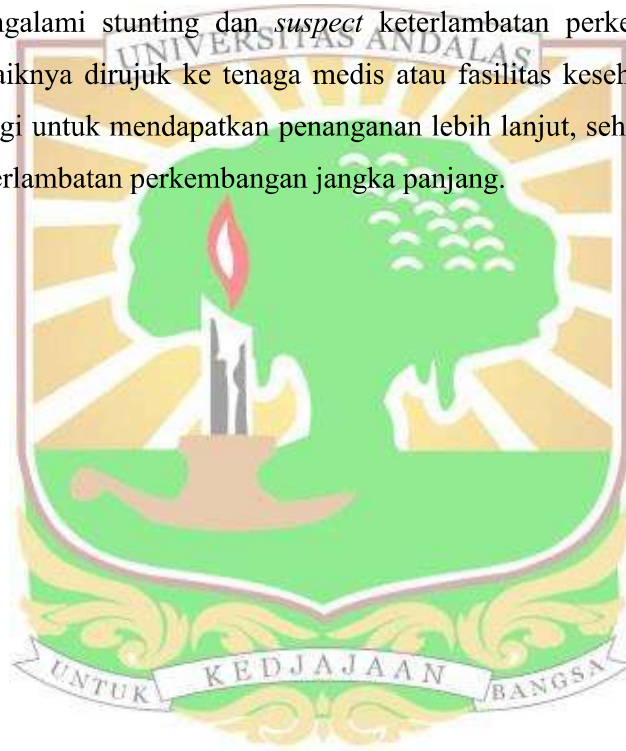 ngalami stunting dan suspect keterlambatan perke
UNIVERSITAS ANDALAS
aiknya dirujuk ke tenaga medis atau fasilitas keseh
gi untuk mendapatkan penanganan lebih lanjut, seh
erlambatan perkembangan jangka panjang.
UNTUK KEDJAJAAN BANGSA